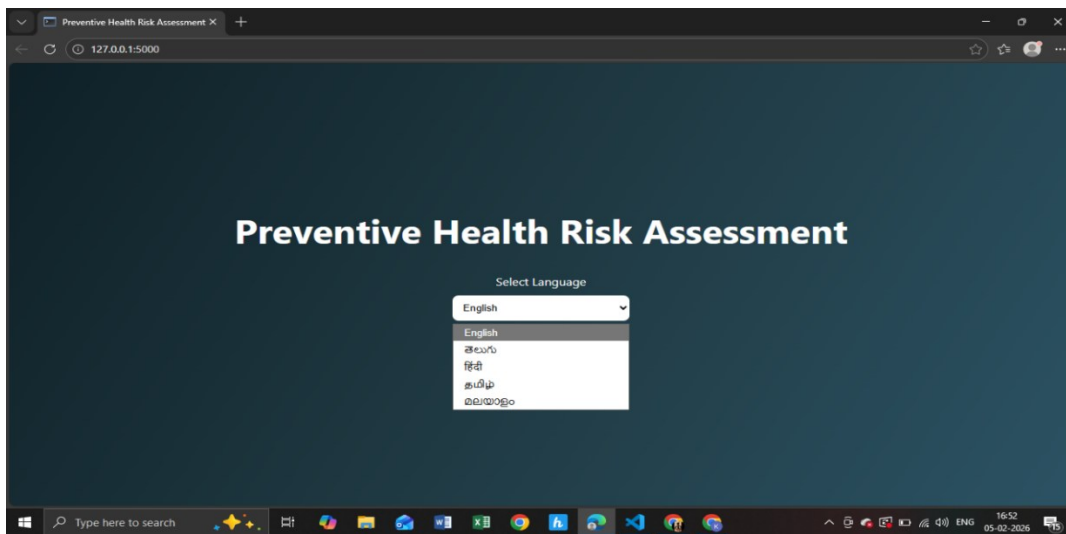 Preventive Health Risk Assessment
127.0.0.1:5000
Preventive Health Risk Assessment
Select Language
English
English
తెలుగు
हिंदी
தமிழ்
മലയാളം
Type here to search
ENG
16:52
05-02-2026
15